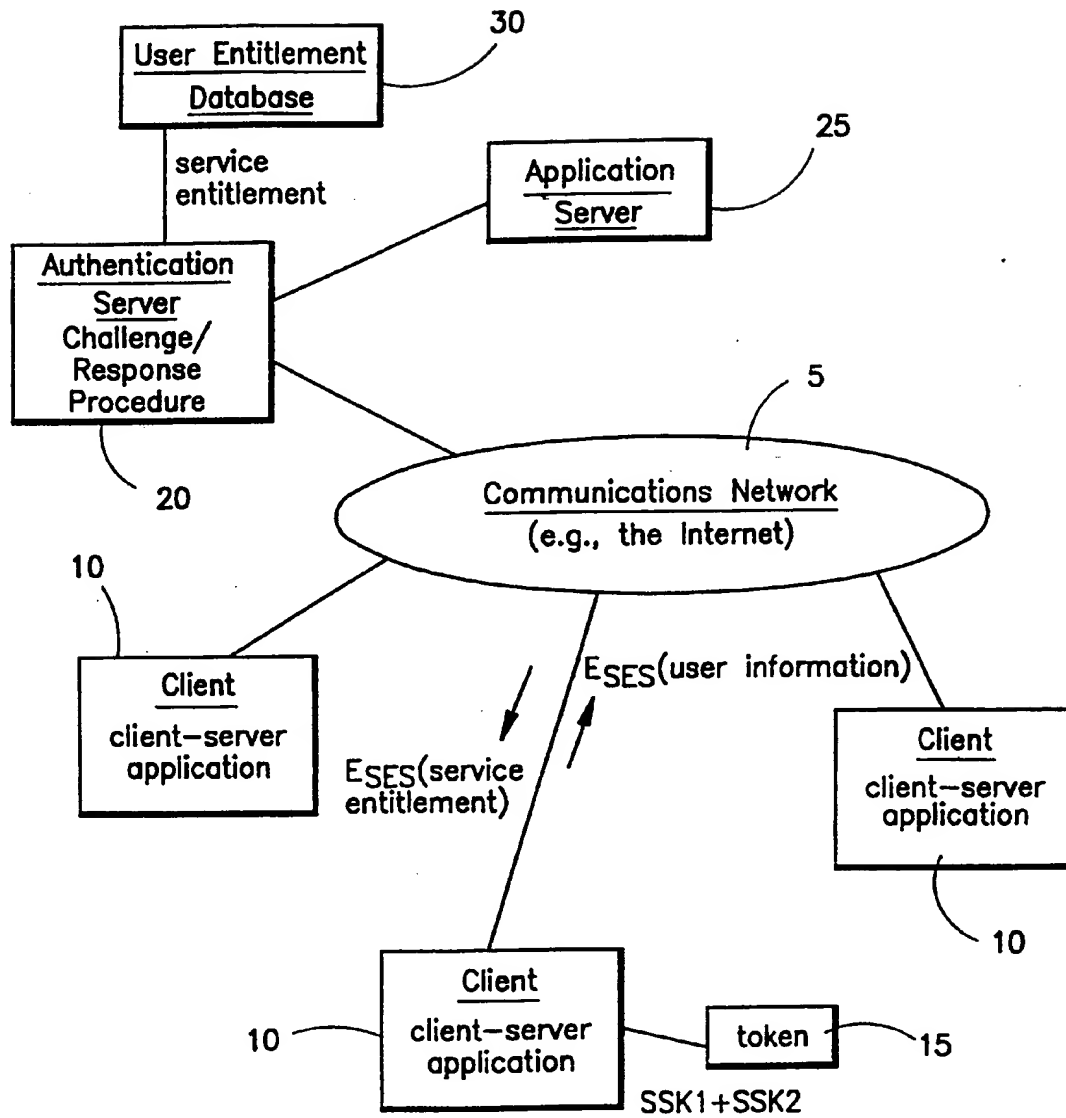 30
User Entitlement
Database
25
service
entitlement
Application
Server
Authentication
Server
Challenge/
Response
Procedure
20
5
Communications Network
(e.g., the Internet)
10
Client
client-server
application
ESES(user information)
ESES(service
entitlement)
Client
client-server
application
10
Client
client-server
application
10
token
15
SSK1+SSK2